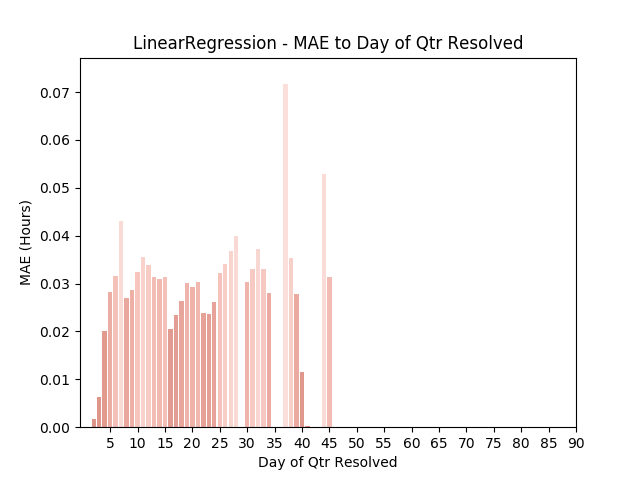 LinearRegression - MAE to Day of Qtr Resolved
0.07
0.06
0.05
0.04
0.03
0.02
0.01
0.00
MAE (Hours)
5 10 15 20 25 30 35 40 45 50 55 60 65 70 75 80 85 90
Day of Qtr Resolved